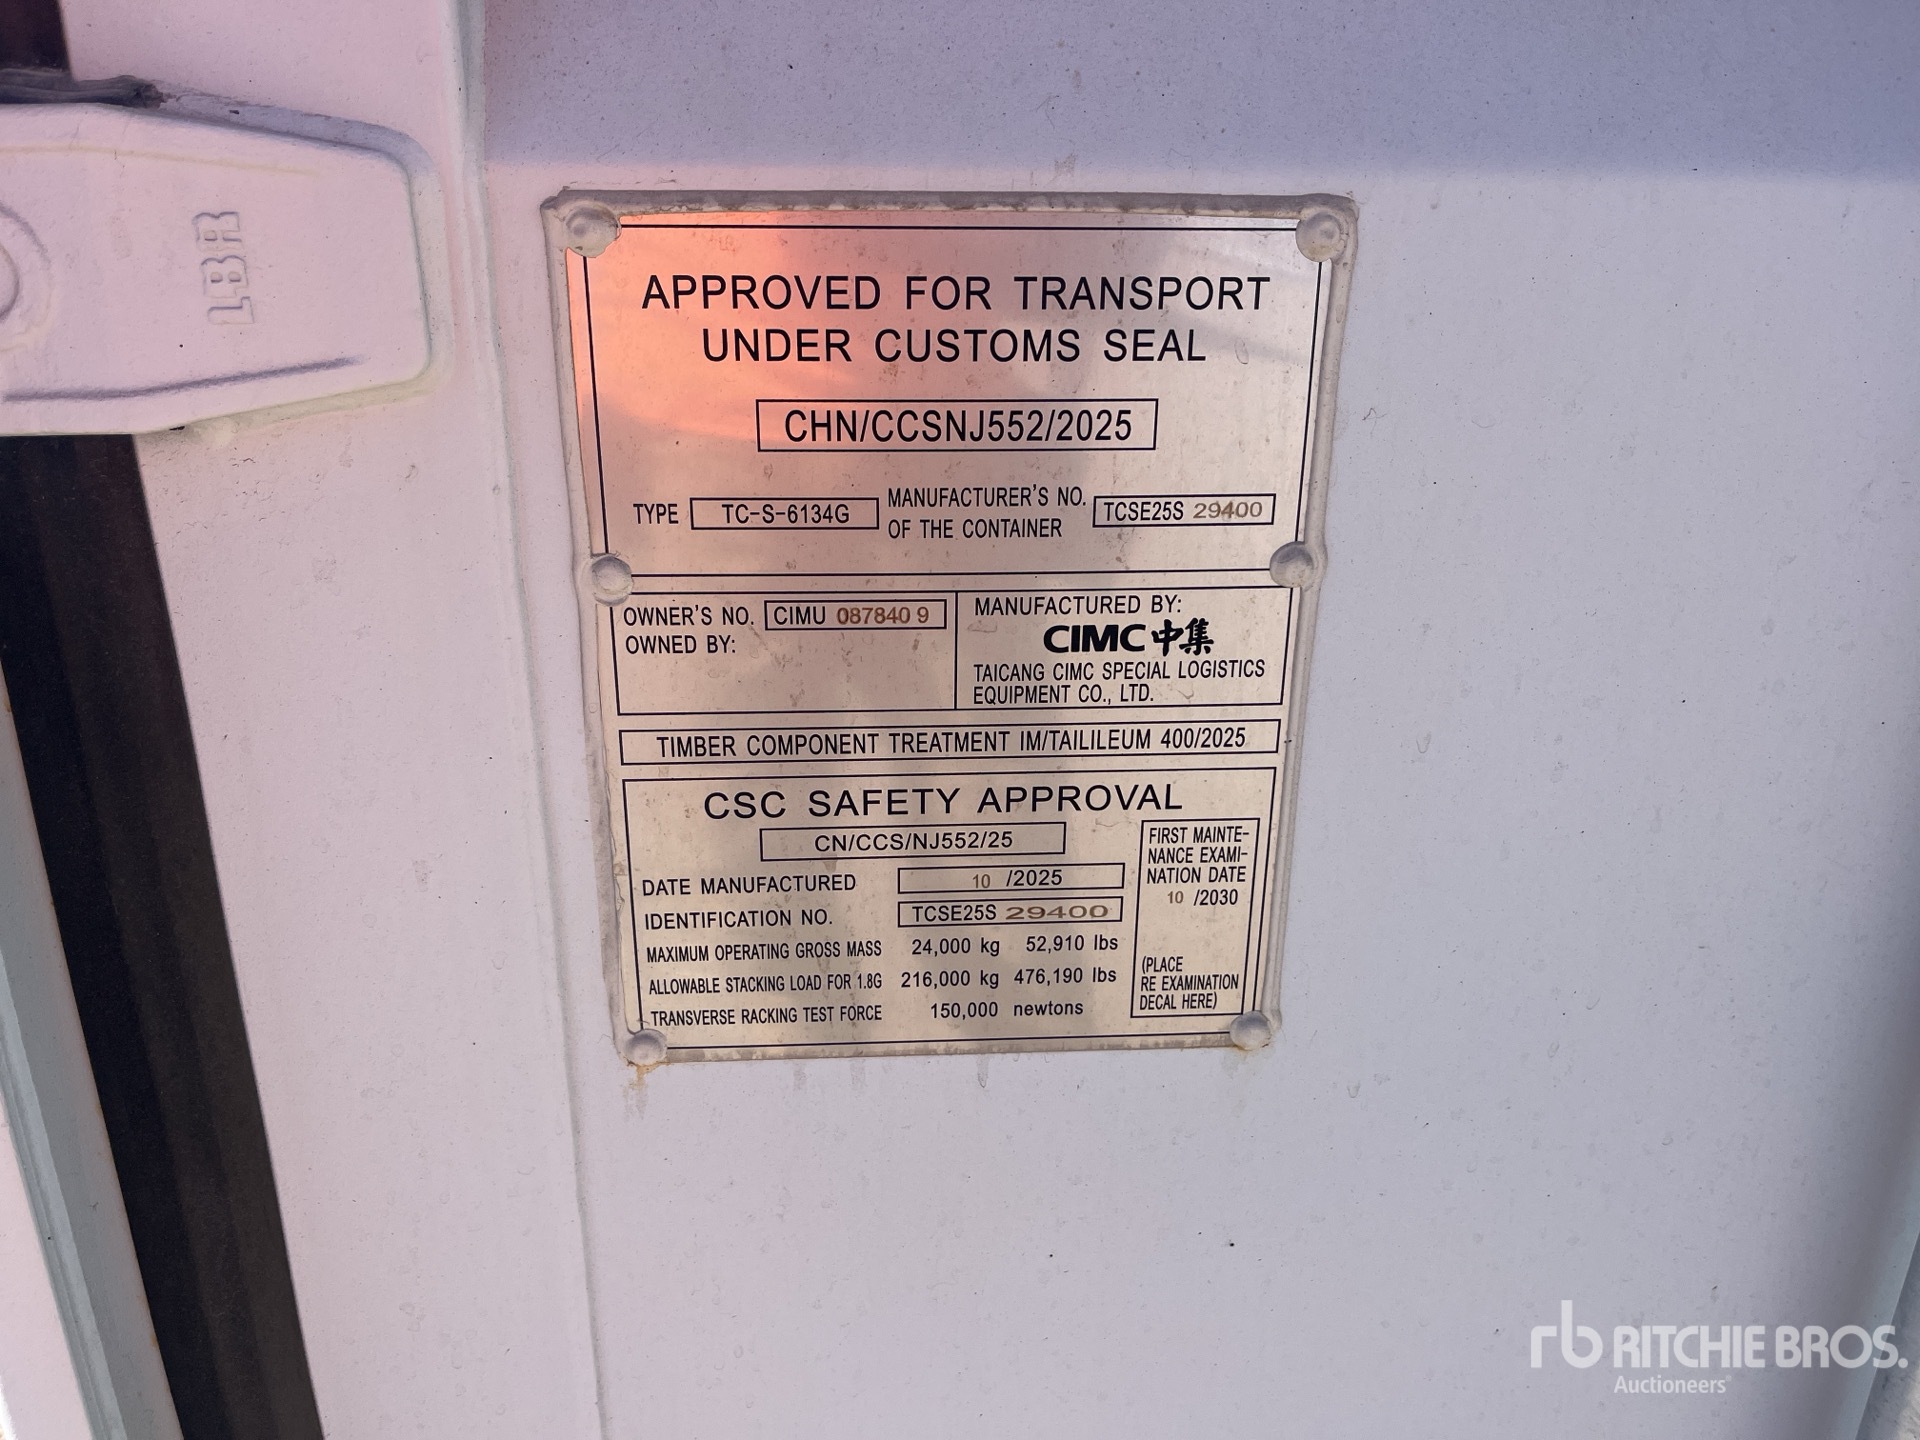 LBR
APPROVED FOR TRANSPORT
UNDER CUSTOMS SEAL
CHN/CCSNJ552/2025
TYPE TC-S-6134G MANUFACTURER'S NO. OF THE CONTAINER TCSE25S 29400
OWNER'S NO. CIMU 087840 9
OWNED BY:
MANUFACTURED BY:
CIMC 中集
TAICANG CIMC SPECIAL LOGISTICS
EQUIPMENT CO., LTD.
TIMBER COMPONENT TREATMENT IM/TAILILEUM 400/2025
CSC SAFETY APPROVAL
CN/CCS/NJ552/25
DATE MANUFACTURED 10 /2025
IDENTIFICATION NO. TCSE25S 29400
MAXIMUM OPERATING GROSS MASS 24,000 kg 52,910 lbs
ALLOWABLE STACKING LOAD FOR 1.8G 216,000 kg 476,190 lbs
TRANSVERSE RACKING TEST FORCE 150,000 newtons
FIRST MAINTE-
NANCE EXAMI-
NATION DATE
10 /2030
(PLACE
RE EXAMINATION
DECAL HERE)
rb RITCHIE BROS.
Auctioneers